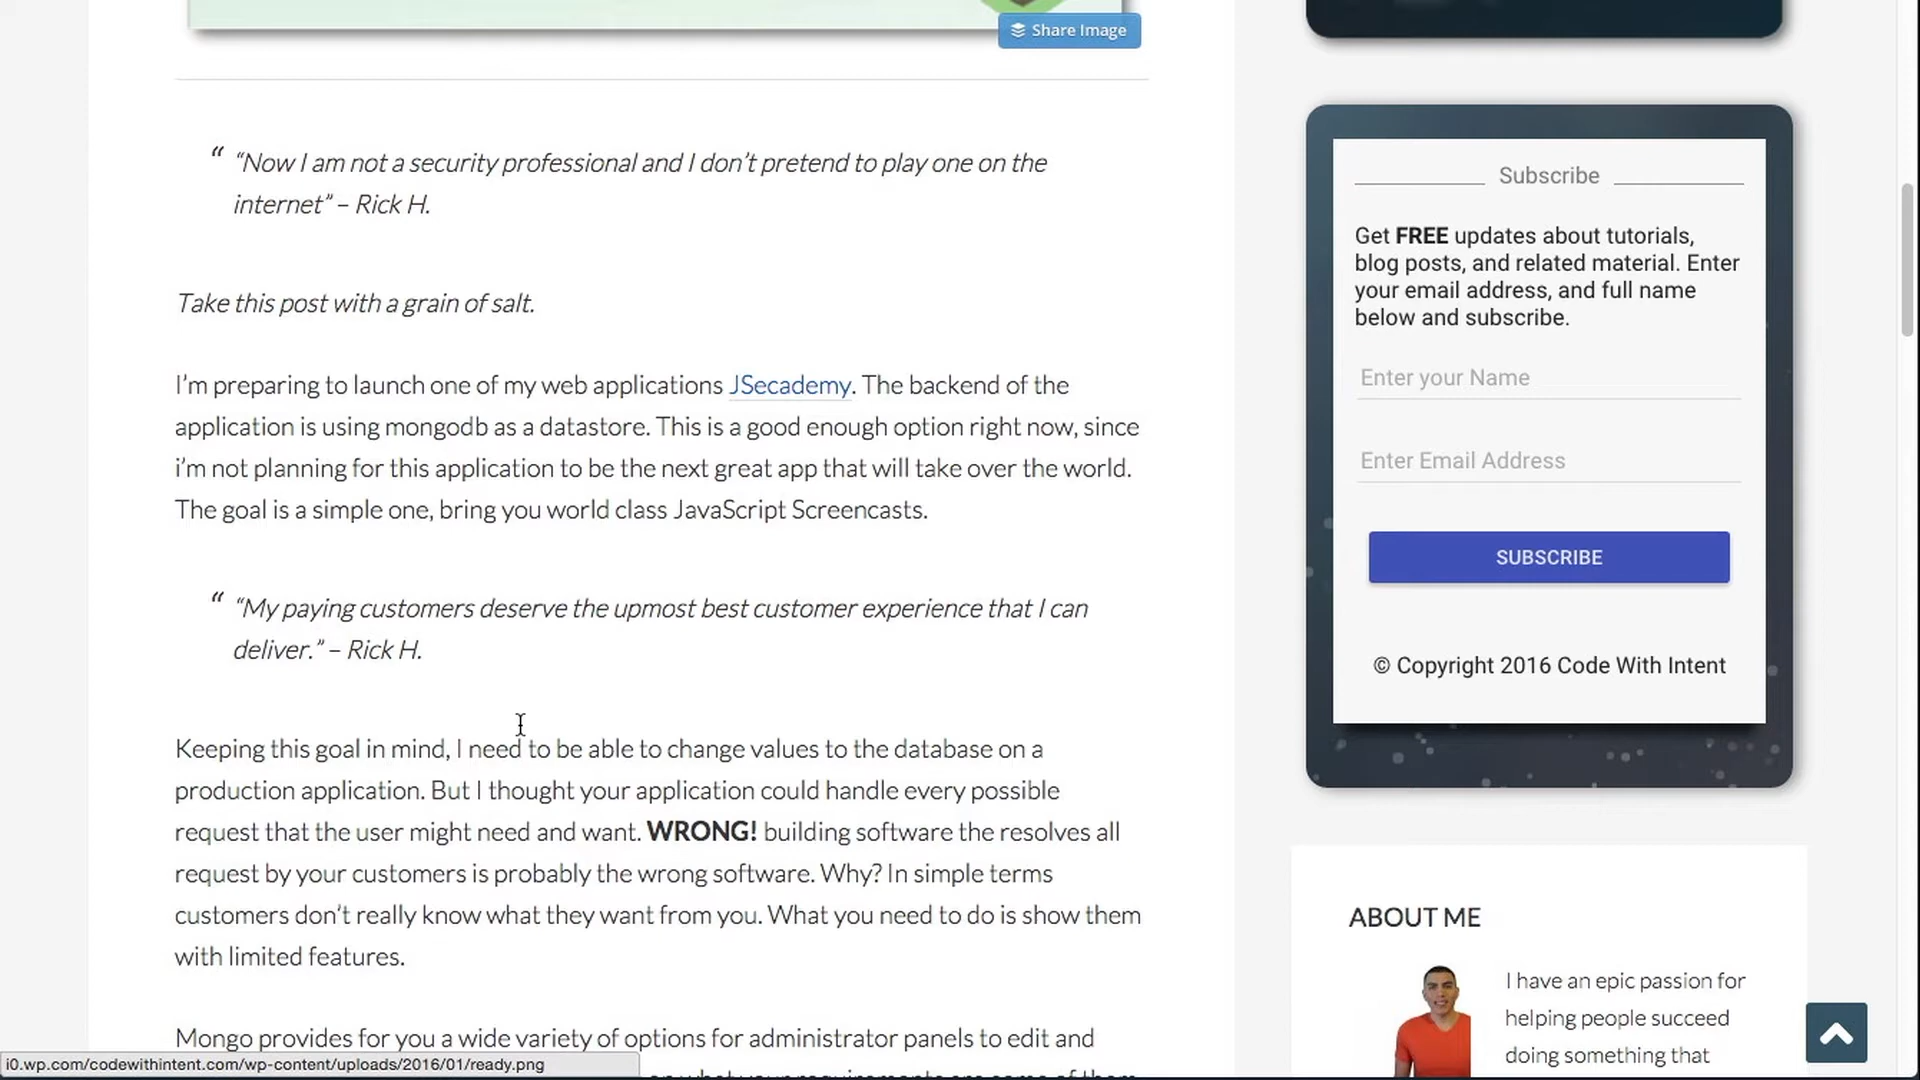 Share Image
“
“Now I am not a security professional and I don’t pretend to play one on the
internet” – Rick H.
Take this post with a grain of salt.
I’m preparing to launch one of my web applications JSecademy. The backend of the
application is using mongodb as a datastore. This is a good enough option right now, since
i’m not planning for this application to be the next great app that will take over the world.
The goal is a simple one, bring you world class JavaScript Screencasts.
“
“My paying customers deserve the upmost best customer experience that I can
deliver.” – Rick H.
Keeping this goal in mind, I need to be able to change values to the database on a
production application. But I thought your application could handle every possible
request that the user might need and want. WRONG! building software the resolves all
request by your customers is probably the wrong software. Why? In simple terms
customers don’t really know what they want from you. What you need to do is show them
with limited features.
Mongo provides for you a wide variety of options for administrator panels to edit and
i0.wp.com/codewithintent.com/wp-content/uploads/2016/01/ready.png
Subscribe
Get FREE updates about tutorials,
blog posts, and related material. Enter
your email address, and full name
below and subscribe.
Enter your Name
Enter Email Address
SUBSCRIBE
© Copyright 2016 Code With Intent
ABOUT ME
I have an epic passion for
helping people succeed
doing something that